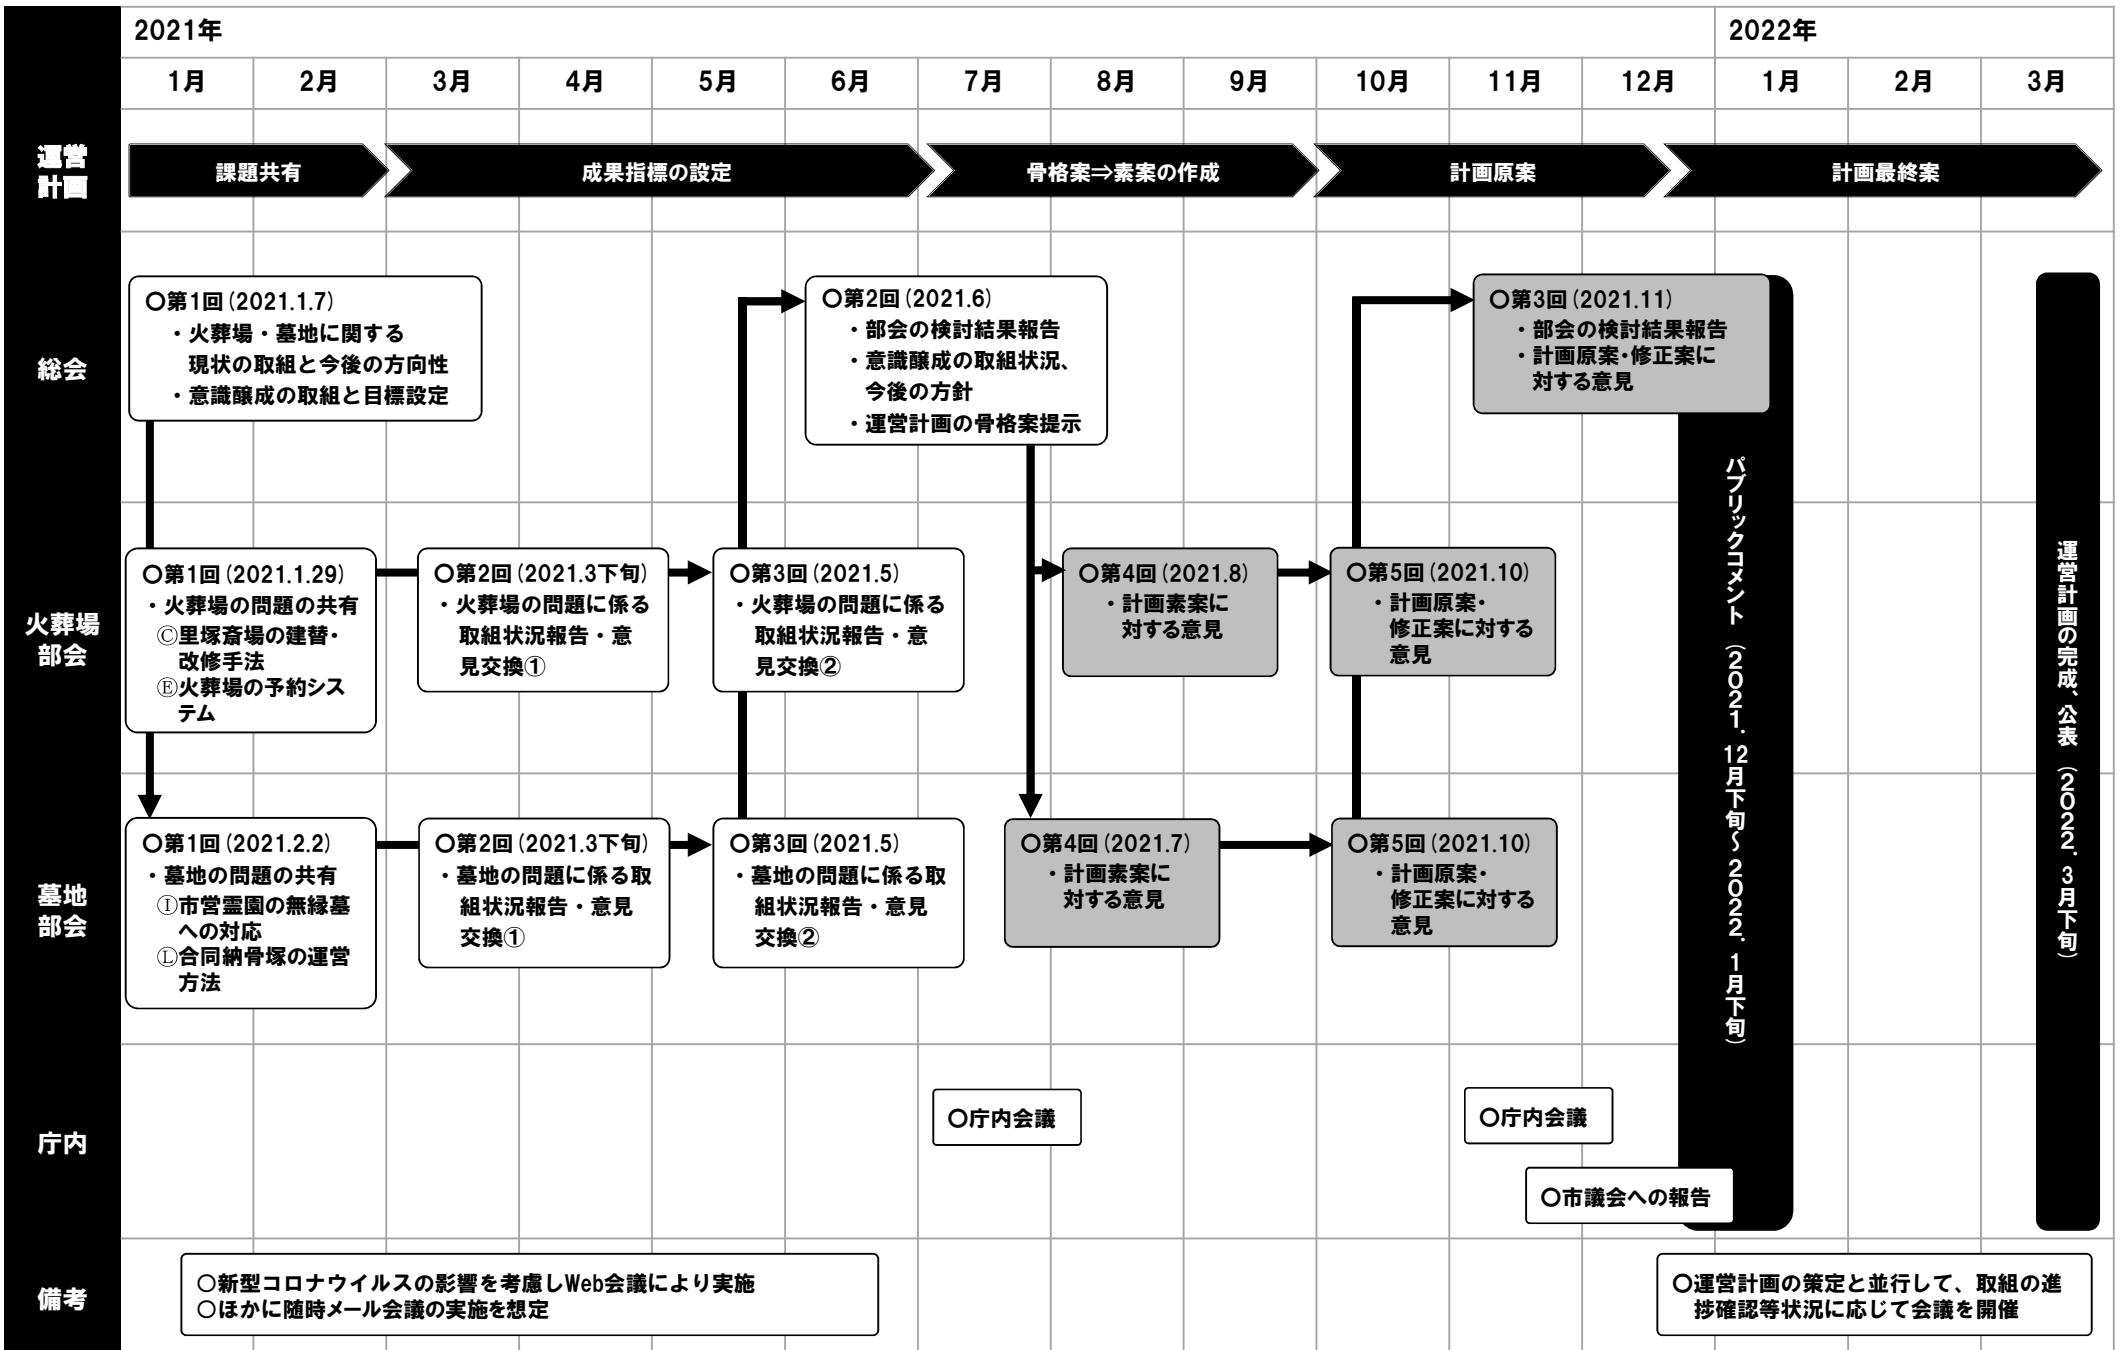 2021年
2022年
1月
2月
3月
4月
5月
6月
7月
8月
9月
10月
11月
12月
1月
2月
3月
運営
計画
課題共有
成果指標の設定
骨格案⇒素案の作成
計画原案
計画最終案
総会
〇第1回(2021.1.7)
・火葬場・墓地に関する
現状の取組と今後の方向性
・意識醸成の取組と目標設定
〇第2回(2021.6)
・部会の検討結果報告
・意識醸成の取組状況、
今後の方針
・運営計画の骨格案提示
〇第3回(2021.11)
・部会の検討結果報告
・計画原案・修正案に
対する意見
火葬場
部会
〇第1回(2021.1.29)
・火葬場の問題の共有
Ⓒ里塚斎場の建替・
改修手法
Ⓔ火葬場の予約シス
テム
〇第2回(2021.3下旬)
・火葬場の問題に係る
取組状況報告・意
見交換①
〇第3回(2021.5)
・火葬場の問題に係る
取組状況報告・意
見交換②
〇第4回(2021.8)
・計画素案に
対する意見
〇第5回(2021.10)
・計画原案・
修正案に対する
意見
墓地
部会
〇第1回(2021.2.2)
・墓地の問題の共有
Ⓘ市営霊園の無縁墓
への対応
Ⓛ合同納骨塚の運営
方法
〇第2回(2021.3下旬)
・墓地の問題に係る取
組状況報告・意見
交換①
〇第3回(2021.5)
・墓地の問題に係る取
組状況報告・意見
交換②
〇第4回(2021.7)
・計画素案に
対する意見
〇第5回(2021.10)
・計画原案・
修正案に対する
意見
パブリックコメント（2021.12月下旬～2022.1月下旬）
運営計画の完成、公表（2022.3月下旬）
庁内
〇庁内会議
〇庁内会議
〇市議会への報告
備考
〇新型コロナウイルスの影響を考慮しWeb会議により実施
〇ほかに随時メール会議の実施を想定
〇運営計画の策定と並行して、取組の進
捗確認等状況に応じて会議を開催